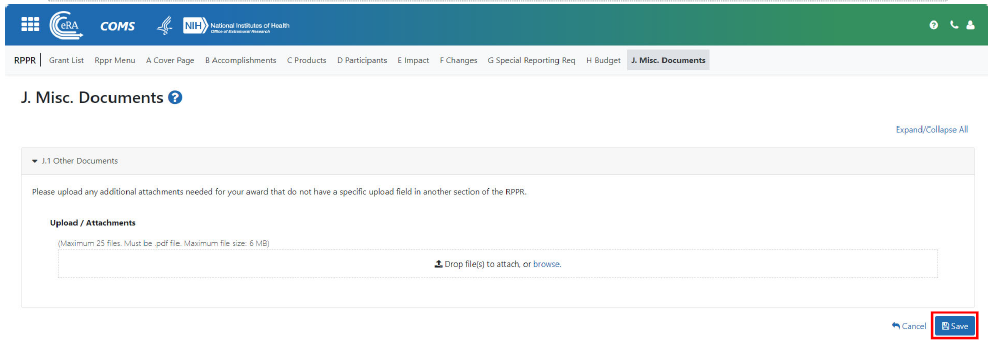 eRA COMS NIH National Institutes of Health
Office of Extramural Research
RPPR Grant List Rppr Menu A Cover Page B Accomplishments C Products D Participants E Impact F Changes G Special Reporting Req H Budget J. Misc. Documents
J. Misc. Documents ?
Expand/Collapse All
J.1 Other Documents
Please upload any additional attachments needed for your award that do not have a specific upload field in another section of the RPPR.
Upload / Attachments
(Maximum 25 files. Must be .pdf file. Maximum file size: 6 MB)
Drop file(s) to attach, or browse.
Cancel Save